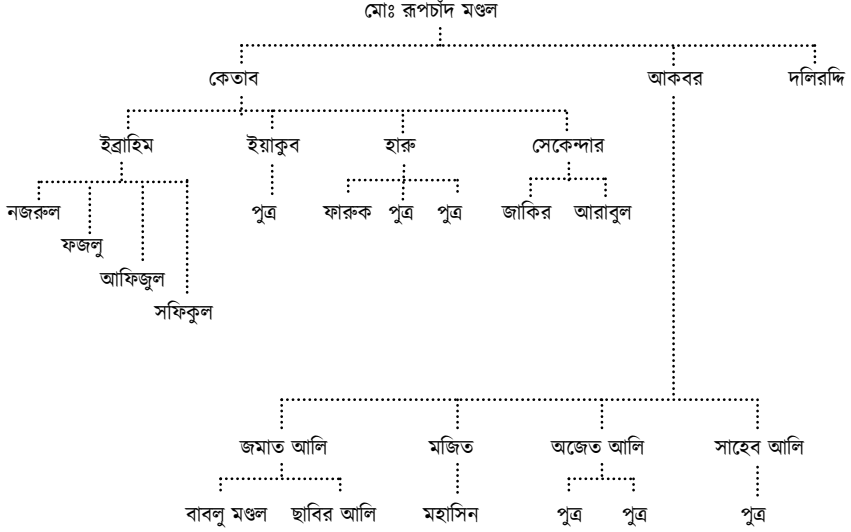 মোঃ রূপচাঁদ মণ্ডল
কেতাব আকবর দলিরদ্দি
ইব্রাহিম ইয়াকুব হারু সেকেন্দার
নজরুল পুত্র ফারুক পুত্র পুত্র জাকির আরাবুল
ফজলু
আফিজুল
সফিকুল
জমাত আলি মজিত অজেত আলি সাহেব আলি
বাবলু মণ্ডল ছাবির আলি মহাসিন পুত্র পুত্র পুত্র